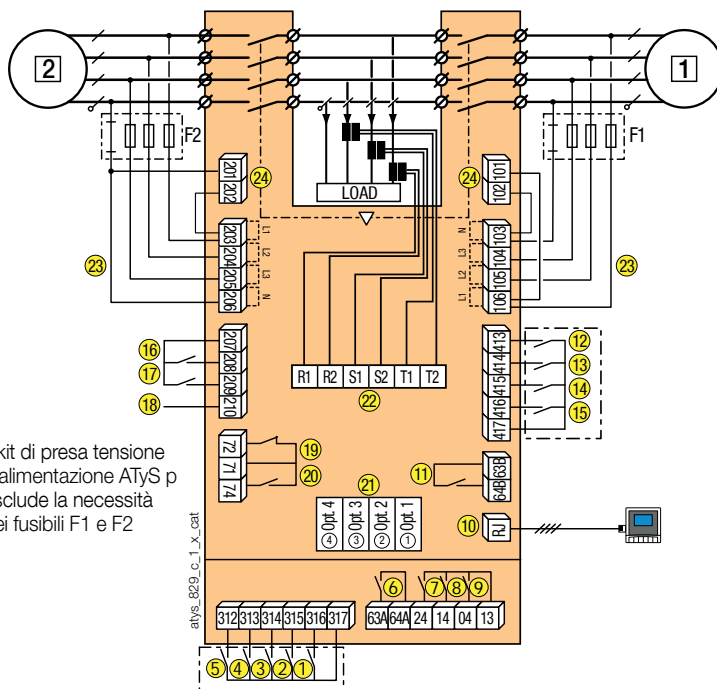 2
1
F2
F1
201
202
24
LOAD
24
101
102
203
204
205
206
L1
L2
L3
N
N
L3
L2
L1
103
104
105
106
23
23
16
17
18
207
208
209
210
R1 R2 S1 S2 T1 T2
22
413
414
415
416
417
12
13
14
15
kit di presa tensione
alimentazione ATyS p
sclude la necessità
ei fusibili F1 e F2
72
71
74
19
20
21
④ Opt. 4
③ Opt. 3
② Opt. 2
① Opt. 1
11
63B
64B
10
RJ
atys_829_c_1_x_cat
6 7 8 9
312 313 314 315 316 317
63A 64A 24 14 04 13
5 4 3 2 1